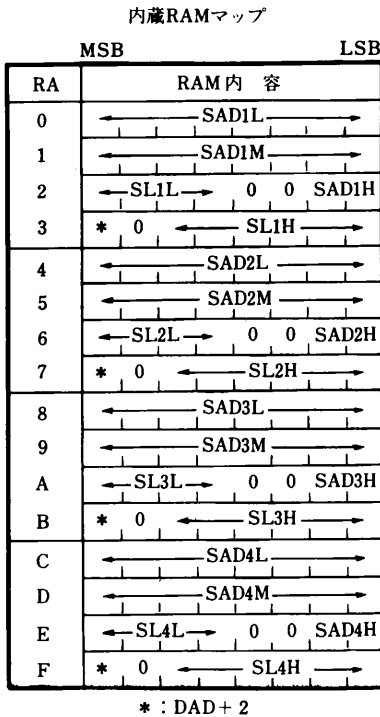 内蔵RAMマップ
MSB LSB
RA RAM内 容
0 SAD1L
1 SAD1M
2 SL1L 0 0 SAD1H
3 * 0 SL1H
4 SAD2L
5 SAD2M
6 SL2L 0 0 SAD2H
7 * 0 SL2H
8 SAD3L
9 SAD3M
A SL3L 0 0 SAD3H
B * 0 SL3H
C SAD4L
D SAD4M
E SL4L 0 0 SAD4H
F * 0 SL4H
* : DAD+2